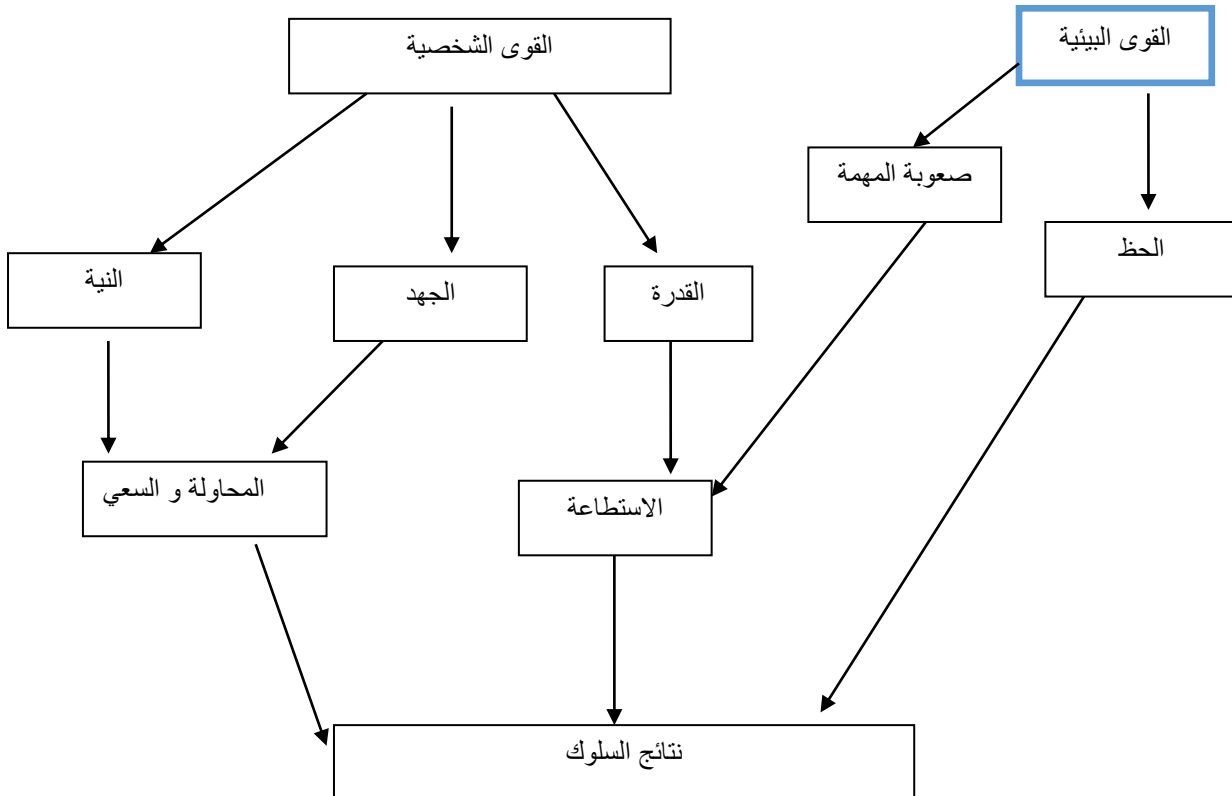 القوى البيئية
القوى الشخصية
صعوبة المهمة
الحظ
القدرة
الجهد
النية
المحاولة و السعي
الاستطاعة
نتائج السلوك